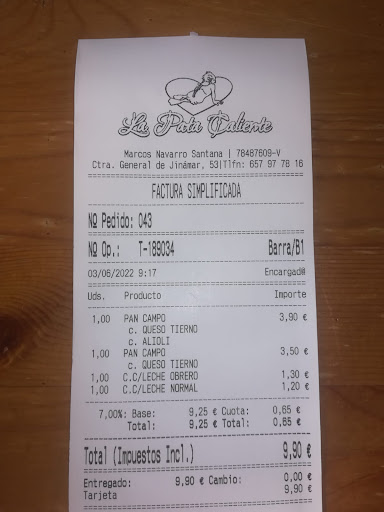 La Pata Caliente
Marcos Navarro Santana | 78487609-V
Ctra. General de Jinámar, 53|Tlfn: 657 97 78 16
FACTURA SIMPLIFICADA
Nº Pedido: 043
Nº Op.: T-189034 Barra/B1
03/06/2022 9:17 Encargad@
Uds. Producto Importe
1,00 PAN CAMPO 3,90 €
c. QUESO TIERNO
c. ALIOLI
1,00 PAN CAMPO 3,50 €
c. QUESO TIERNO
1,00 C.C/LECHE OBRERO 1,30 €
1,00 C.C/LECHE NORMAL 1,20 €
7,00%: Base: 9,25 € Cuota: 0,65 €
Total: 9,25 € Total: 0,65 €
Total (Impuestos Incl.) 9,90 €
Entregado: 9,90 € Cambio: 0,00 €
Tarjeta 9,90 €